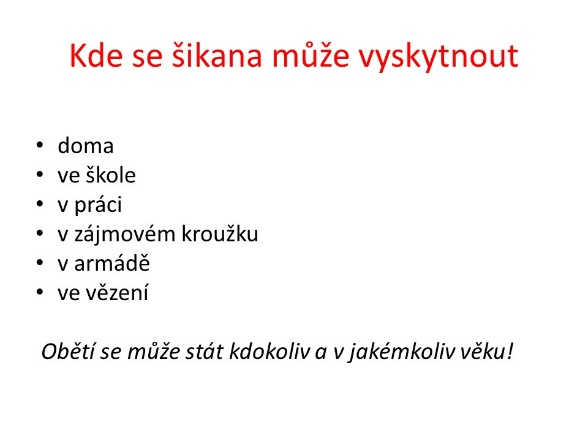 Kde se šikana může vyskytnout
• doma
• ve škole
• v práci
• v zájmovém kroužku
• v armádě
• ve vězení
Obětí se může stát kdokoliv a v jakémkoliv věku!